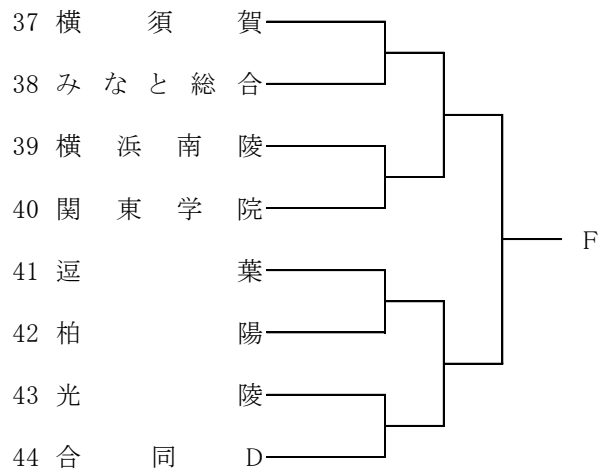 37 横須賀
38 みなと総合
39 横浜南陵
40 関東学院
F
41 逗葉
42 柏陽
43 光陵
44 合同D